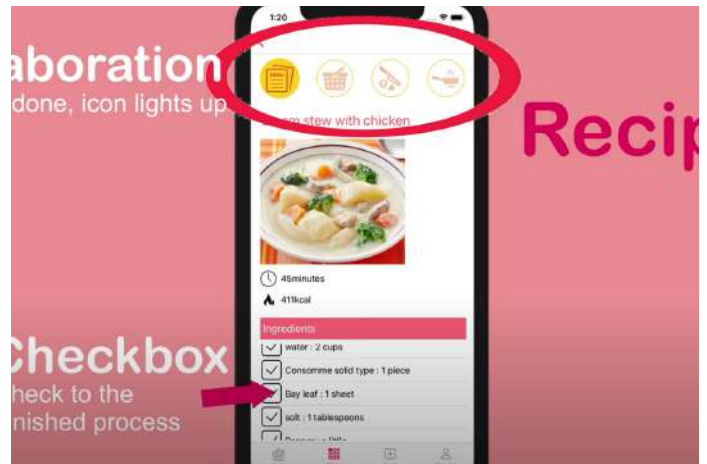 1:20
aboration
done, icon lights up
stew with chicken
Recip
45minutes
411kcal
Ingredients
water : 2 cups
Consomme solid type : 1 piece
Bay leaf : 1 sheet
solt : 1 tablespoons
Checkbox
heck to the
nished process